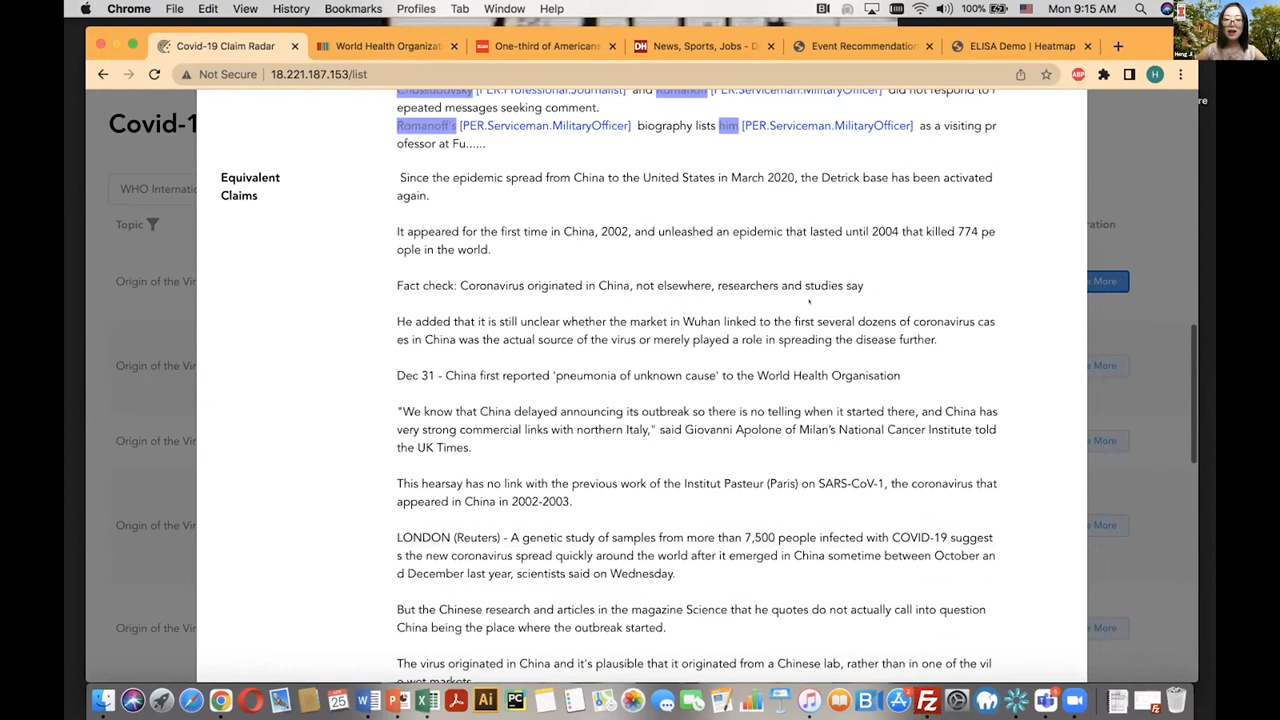 Chrome File Edit View History Bookmarks Profiles Tab Window Help 100% Mon 9:15 AM
Heng Ji
Covid-19 Claim Radar World Health Organizat One-third of Americans News, Sports, Jobs - D Event Recommendation ELISA Demo | Heatmap
Not Secure 18.221.187.153/list ABP H
Chossudovsky [PER.Professional.Journalist] and Romanoff [PER.Serviceman.MilitaryOfficer] did not respond to r
epeated messages seeking comment.
Covid-1
Romanoff's [PER.Serviceman.MilitaryOfficer] biography lists him [PER.Serviceman.MilitaryOfficer] as a visiting pr
ofessor at Fu......
WHO Internatio
Topic
Equivalent
Claims
Since the epidemic spread from China to the United States in March 2020, the Detrick base has been activated
again.
It appeared for the first time in China, 2002, and unleashed an epidemic that lasted until 2004 that killed 774 pe
ople in the world.
Origin of the Vir
Fact check: Coronavirus originated in China, not elsewhere, researchers and studies say
e More
He added that it is still unclear whether the market in Wuhan linked to the first several dozens of coronavirus cas
es in China was the actual source of the virus or merely played a role in spreading the disease further.
Origin of the Vir
e More
Dec 31 - China first reported 'pneumonia of unknown cause' to the World Health Organisation
"We know that China delayed announcing its outbreak so there is no telling when it started there, and China has
very strong commercial links with northern Italy," said Giovanni Apolone of Milan's National Cancer Institute told
the UK Times.
Origin of the Vir
e More
This hearsay has no link with the previous work of the Institut Pasteur (Paris) on SARS-CoV-1, the coronavirus that
appeared in China in 2002-2003.
Origin of the Vir
e More
LONDON (Reuters) - A genetic study of samples from more than 7,500 people infected with COVID-19 suggest
s the new coronavirus spread quickly around the world after it emerged in China sometime between October an
d December last year, scientists said on Wednesday.
But the Chinese research and articles in the magazine Science that he quotes do not actually call into question
China being the place where the outbreak started.
Origin of the Vir
e More
The virus originated in China and it's plausible that it originated from a Chinese lab, rather than in one of the vil
e wet markets